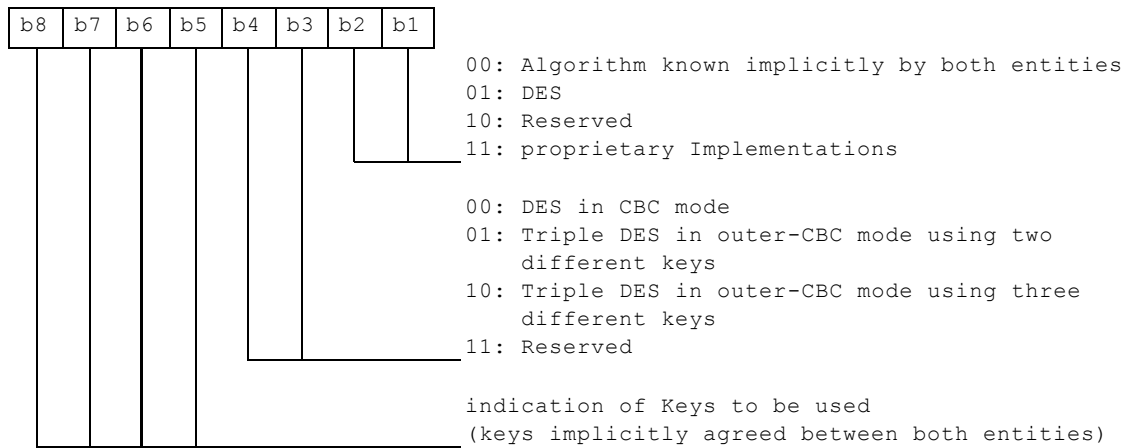 b8 b7 b6 b5 b4 b3 b2 b1
00: Algorithm known implicitly by both entities
01: DES
10: Reserved
11: proprietary Implementations
00: DES in CBC mode
01: Triple DES in outer-CBC mode using two
different keys
10: Triple DES in outer-CBC mode using three
different keys
11: Reserved
indication of Keys to be used
(keys implicitly agreed between both entities)